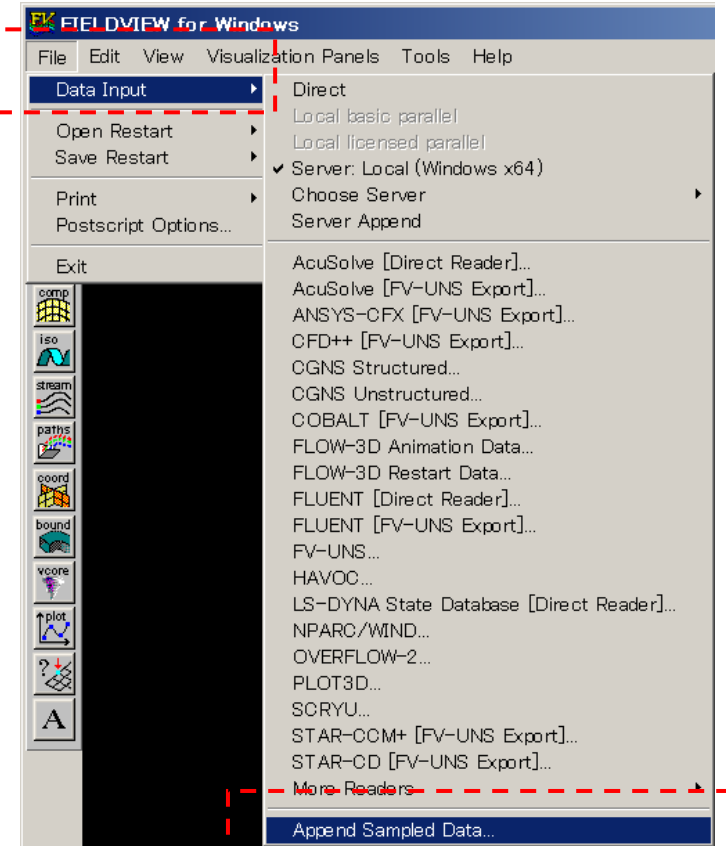 FIELDVIEW for Windows
File Edit View Visualization Panels Tools Help
Data Input
Open Restart
Save Restart
Print
Postscript Options...
Exit
Direct
Local basic parallel
Local licensed parallel
Server: Local (Windows x64)
Choose Server
Server Append
AcuSolve [Direct Reader]...
AcuSolve [FV-UNS Export]...
ANSYS-CFX [FV-UNS Export]...
CFD++ [FV-UNS Export]...
CGNS Structured...
CGNS Unstructured...
COBALT [FV-UNS Export]...
FLOW-3D Animation Data...
FLOW-3D Restart Data...
FLUENT [Direct Reader]...
FLUENT [FV-UNS Export]...
FV-UNS...
HAVOC...
LS-DYNA State Database [Direct Reader]...
NPARC/WIND...
OVERFLOW-2...
PLOT3D...
SCRYU...
STAR-CCM+ [FV-UNS Export]...
STAR-CD [FV-UNS Export]...
More Readers
Append Sampled Data...
comp
iso
stream
paths
coord
bound
vcore
plot
?
A